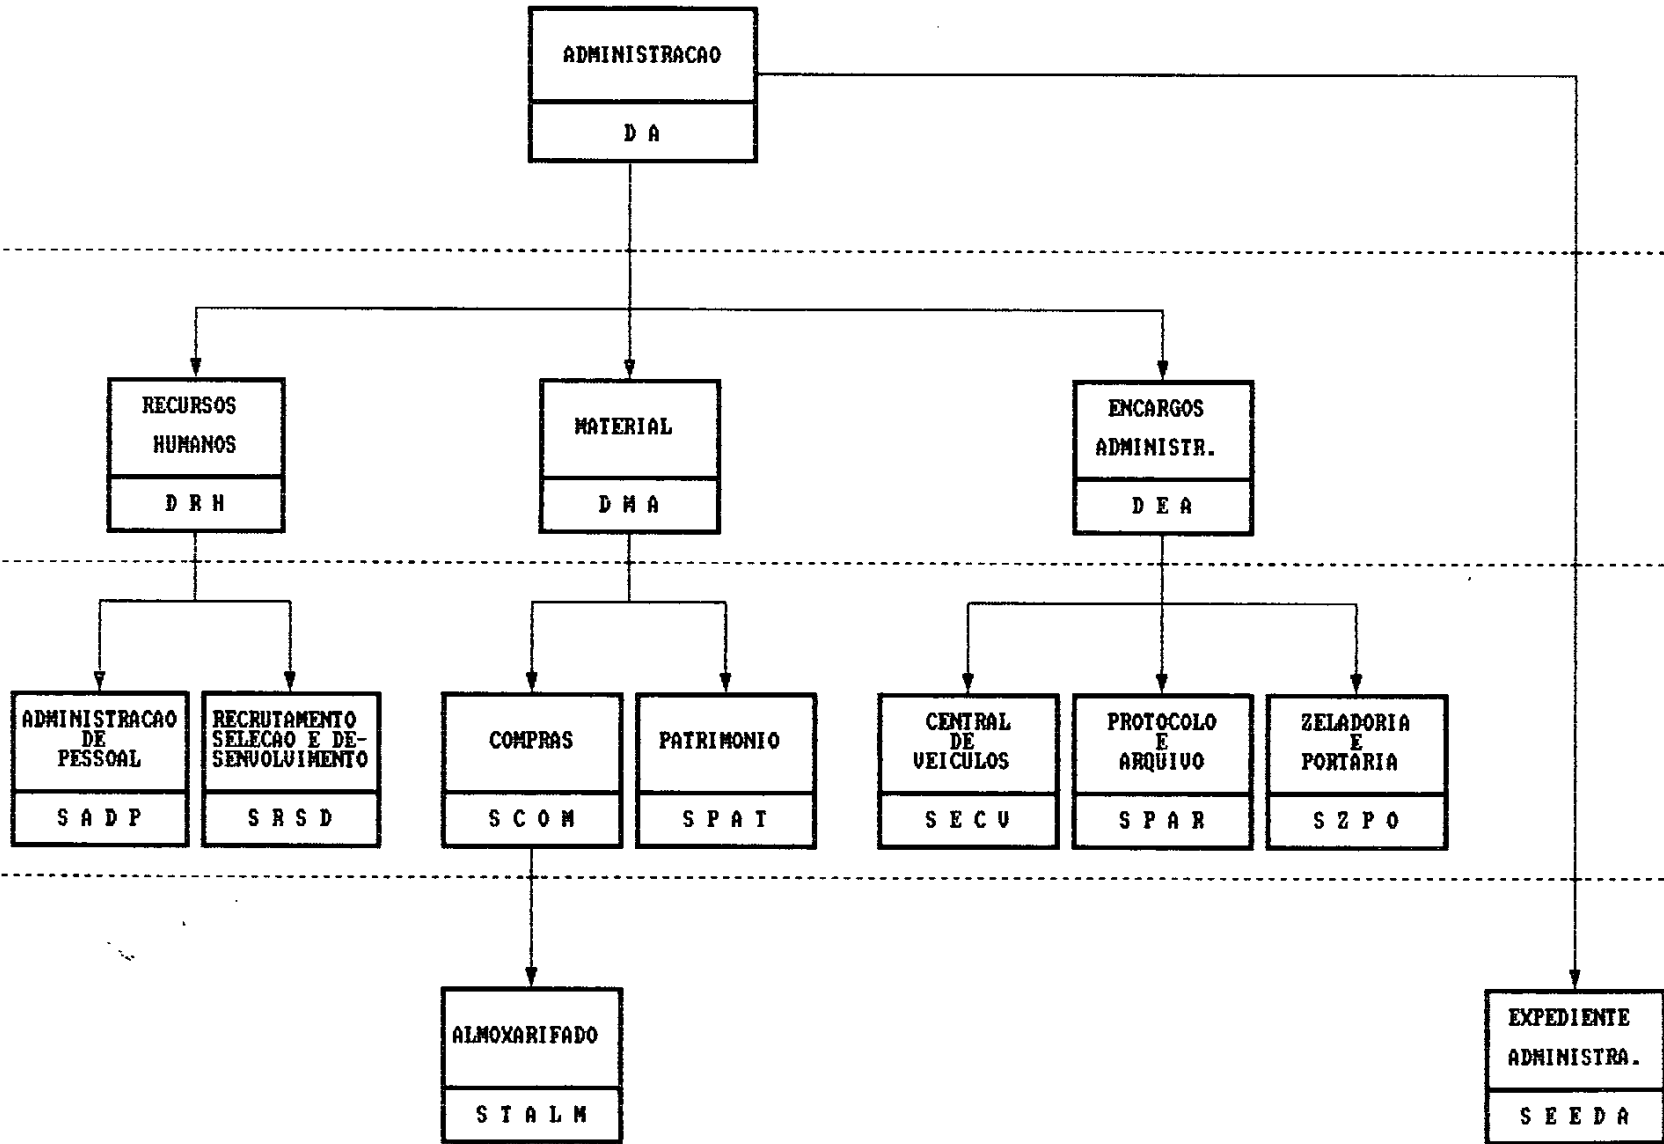 ADMINISTRACAO
D A
RECURSOS
HUMANOS
D R H
MATERIAL
D M A
ENCARGOS
ADMINISTR.
D E A
ADMINISTRACAO
DE
PESSOAL
S A D P
RECRUTAMENTO
SELECAO E DE-
SENVOLVIMENTO
S R S D
COMPRAS
S C O M
PATRIMONIO
S P A T
CENTRAL
DE
VEICULOS
S E C V
PROTOCOLO
E
ARQUIVO
S P A R
ZELADORIA
E
PORTARIA
S Z P O
ALMOXARIFADO
S T A L M
EXPEDIENTE
ADMINISTRA.
S E E D A